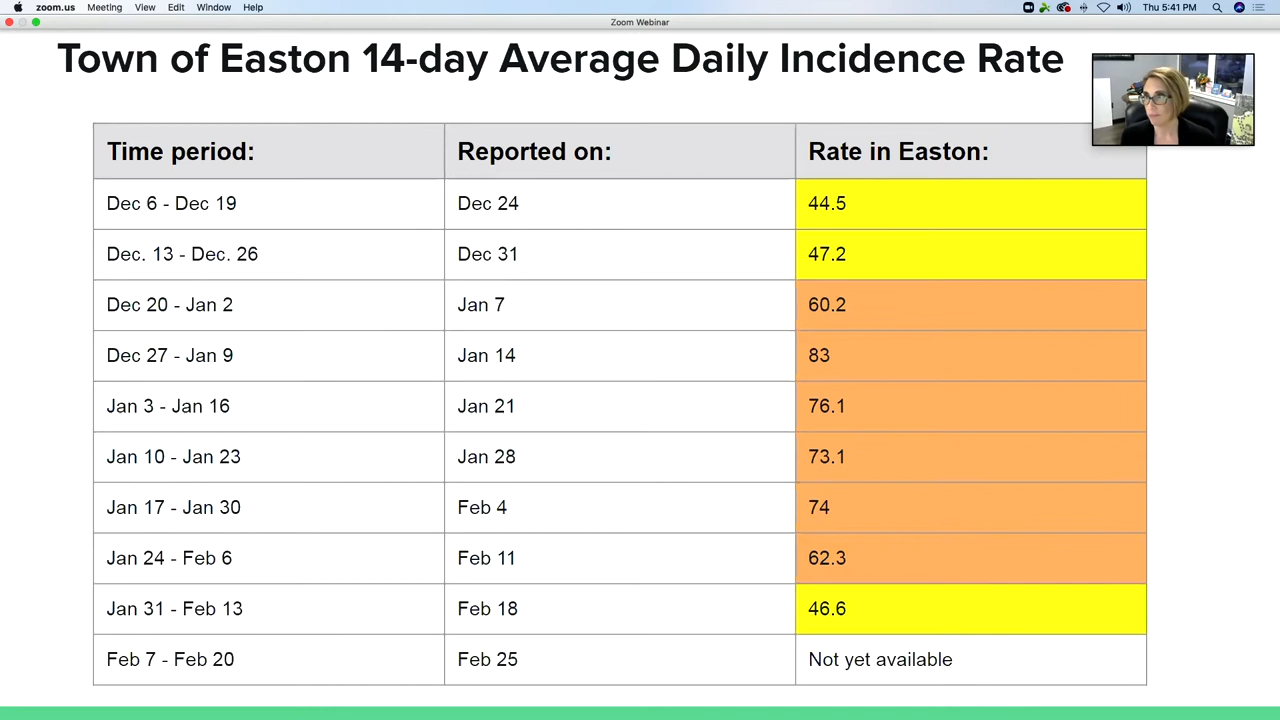 zoom.us Meeting View Edit Window Help Thu 5:41 PM
Zoom Webinar
Town of Easton 14-day Average Daily Incidence Rate
Time period: Reported on: Rate in Easton:
Dec 6 - Dec 19 Dec 24 44.5
Dec. 13 - Dec. 26 Dec 31 47.2
Dec 20 - Jan 2 Jan 7 60.2
Dec 27 - Jan 9 Jan 14 83
Jan 3 - Jan 16 Jan 21 76.1
Jan 10 - Jan 23 Jan 28 73.1
Jan 17 - Jan 30 Feb 4 74
Jan 24 - Feb 6 Feb 11 62.3
Jan 31 - Feb 13 Feb 18 46.6
Feb 7 - Feb 20 Feb 25 Not yet available